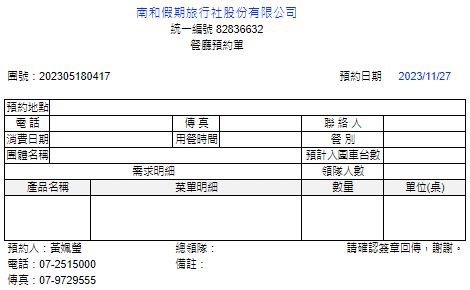 南和假期旅行社股份有限公司
統一編號 82836632
餐廳預約單
團號：202305180417 預約日期 2023/11/27
預約地點
電 話 傳 真 聯 絡 人
消費日期 用餐時間 餐 別
團體名稱 預計入園車台數
需求明細 領隊人數
產品名稱 菜單明細 數量 單位(桌)
預約人：黃姵瑩 總領隊： 請確認簽章回傳，謝謝。
電話：07-2515000 備註：
傳真：07-9729555